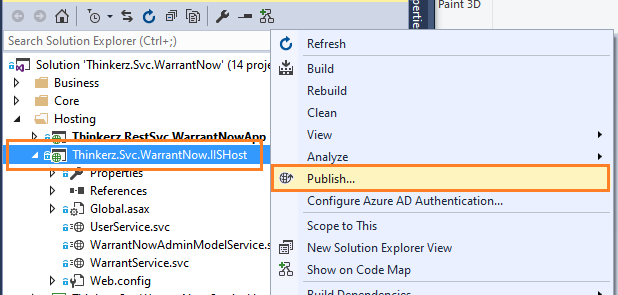 Paint 3D
Search Solution Explorer (Ctrl+;)
Solution 'Thinkerz.Svc.WarrantNow' (14 proje
Business
Core
Hosting
Thinkerz.RestSvc.WarrantNowApp
Thinkerz.Svc.WarrantNow.IISHost
Properties
References
Global.asax
UserService.svc
WarrantNowAdminModelService.s
WarrantService.svc
Web.config
Refresh
Build
Rebuild
Clean
View
Analyze
Publish...
Configure Azure AD Authentication...
Scope to This
New Solution Explorer View
Show on Code Map
Build Dependencies